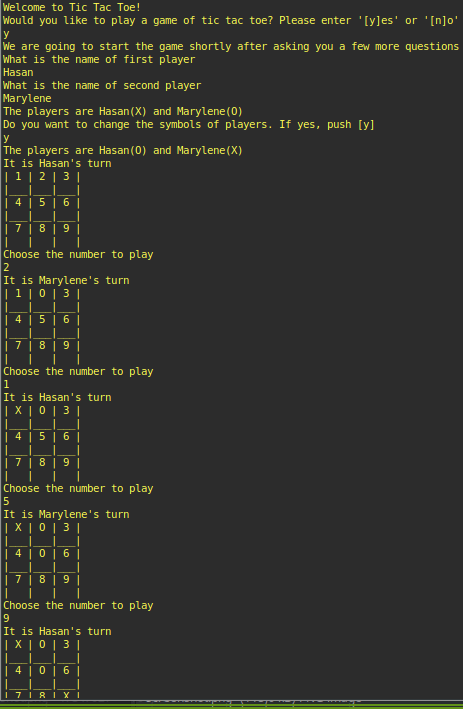 Welcome to Tic Tac Toe!
Would you like to play a game of tic tac toe? Please enter '[y]es' or '[n]o'
y
We are going to start the game shortly after asking you a few more questions
What is the name of first player
Hasan
What is the name of second player
Marylene
The players are Hasan(X) and Marylene(O)
Do you want to change the symbols of players. If yes, push [y]
y
The players are Hasan(O) and Marylene(X)
It is Hasan's turn
| 1 | 2 | 3 |
|___|___|___|
| 4 | 5 | 6 |
|___|___|___|
| 7 | 8 | 9 |
|   |   |   |
Choose the number to play
2
It is Marylene's turn
| 1 | O | 3 |
|___|___|___|
| 4 | 5 | 6 |
|___|___|___|
| 7 | 8 | 9 |
|   |   |   |
Choose the number to play
1
It is Hasan's turn
| X | O | 3 |
|___|___|___|
| 4 | 5 | 6 |
|___|___|___|
| 7 | 8 | 9 |
|   |   |   |
Choose the number to play
5
It is Marylene's turn
| X | O | 3 |
|___|___|___|
| 4 | O | 6 |
|___|___|___|
| 7 | 8 | 9 |
|   |   |   |
Choose the number to play
9
It is Hasan's turn
| X | O | 3 |
|___|___|___|
| 4 | O | 6 |
|___|___|___|
| 7 | 8 | X |